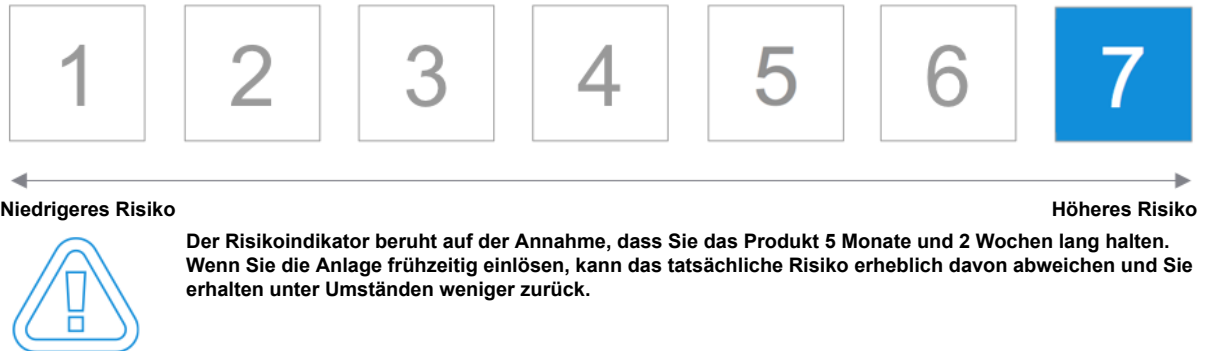 1 2 3 4 5 6 7
Niedrigeres Risiko Höheres Risiko
Der Risikoindikator beruht auf der Annahme, dass Sie das Produkt 5 Monate und 2 Wochen lang halten.
Wenn Sie die Anlage frühzeitig einlösen, kann das tatsächliche Risiko erheblich davon abweichen und Sie
erhalten unter Umständen weniger zurück.